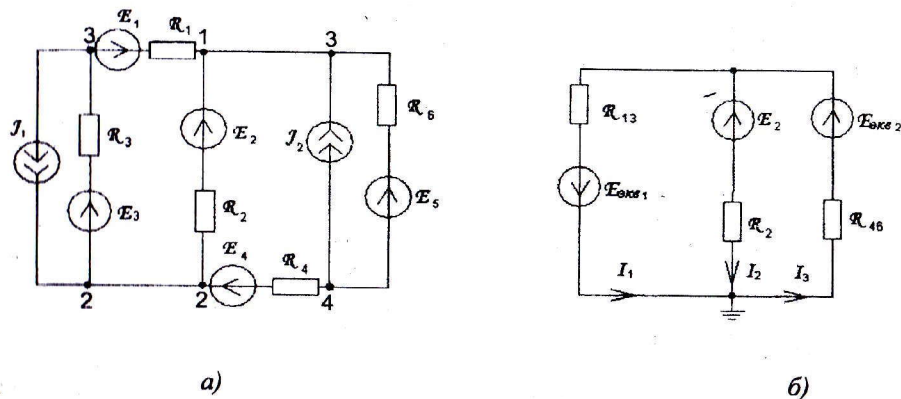 3 ℰ₁ ℛ₁ 1 3
ℛ₆
ℛ₃ ℰ₂
𝒥₁ 𝒥₂
ℰ₃ ℛ₂ ℰ₅
ℰ₄ ℛ₄
2 2 4
а)
ℛ₁₃ ℰ₂ Eэкв₂
Eэкв₁ ℛ₂ ℛ₄₆
I₁ I₂ I₃
б)